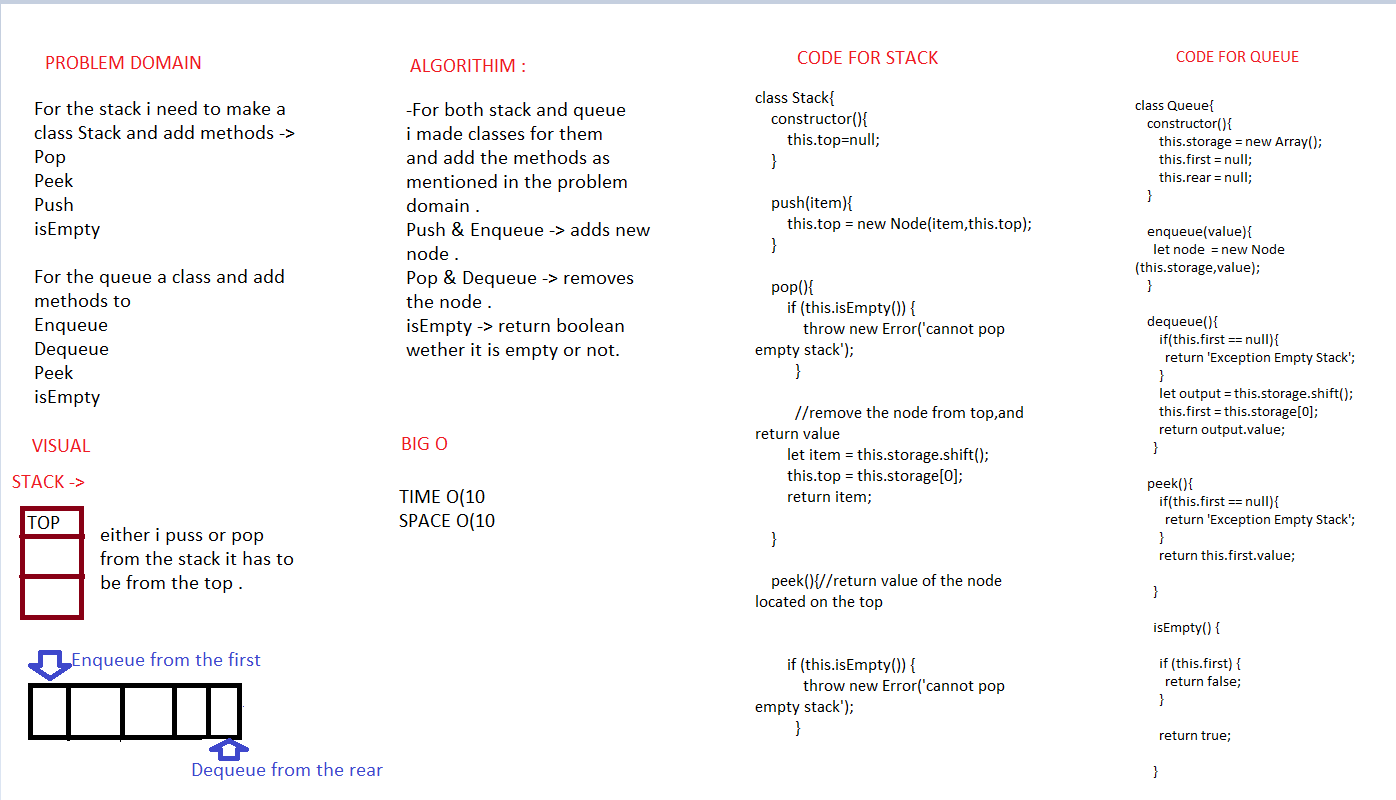 PROBLEM DOMAIN
For the stack i need to make a
class Stack and add methods ->
Pop
Peek
Push
isEmpty
For the queue a class and add
methods to
Enqueue
Dequeue
Peek
isEmpty
VISUAL
STACK ->
TOP
either i puss or pop
from the stack it has to
be from the top .
Enqueue from the first
Dequeue from the rear
ALGORITHIM :
-For both stack and queue
i made classes for them
and add the methods as
mentioned in the problem
domain .
Push & Enqueue -> adds new
node .
Pop & Dequeue -> removes
the node .
isEmpty -> return boolean
wether it is empty or not.
BIG O
TIME O(10
SPACE O(10
CODE FOR STACK
class Stack{
constructor(){
this.top=null;
}
push(item){
this.top = new Node(item,this.top);
}
pop(){
if (this.isEmpty()) {
throw new Error('cannot pop
empty stack');
}
//remove the node from top,and
return value
let item = this.storage.shift();
this.top = this.storage[0];
return item;
}
peek(){//return value of the node
located on the top
if (this.isEmpty()) {
throw new Error('cannot pop
empty stack');
}
CODE FOR QUEUE
class Queue{
constructor(){
this.storage = new Array();
this.first = null;
this.rear = null;
}
enqueue(value){
let node = new Node
(this.storage,value);
}
dequeue(){
if(this.first == null){
return 'Exception Empty Stack';
}
let output = this.storage.shift();
this.first = this.storage[0];
return output.value;
}
peek(){
if(this.first == null){
return 'Exception Empty Stack';
}
return this.first.value;
}
isEmpty() {
if (this.first) {
return false;
}
return true;
}